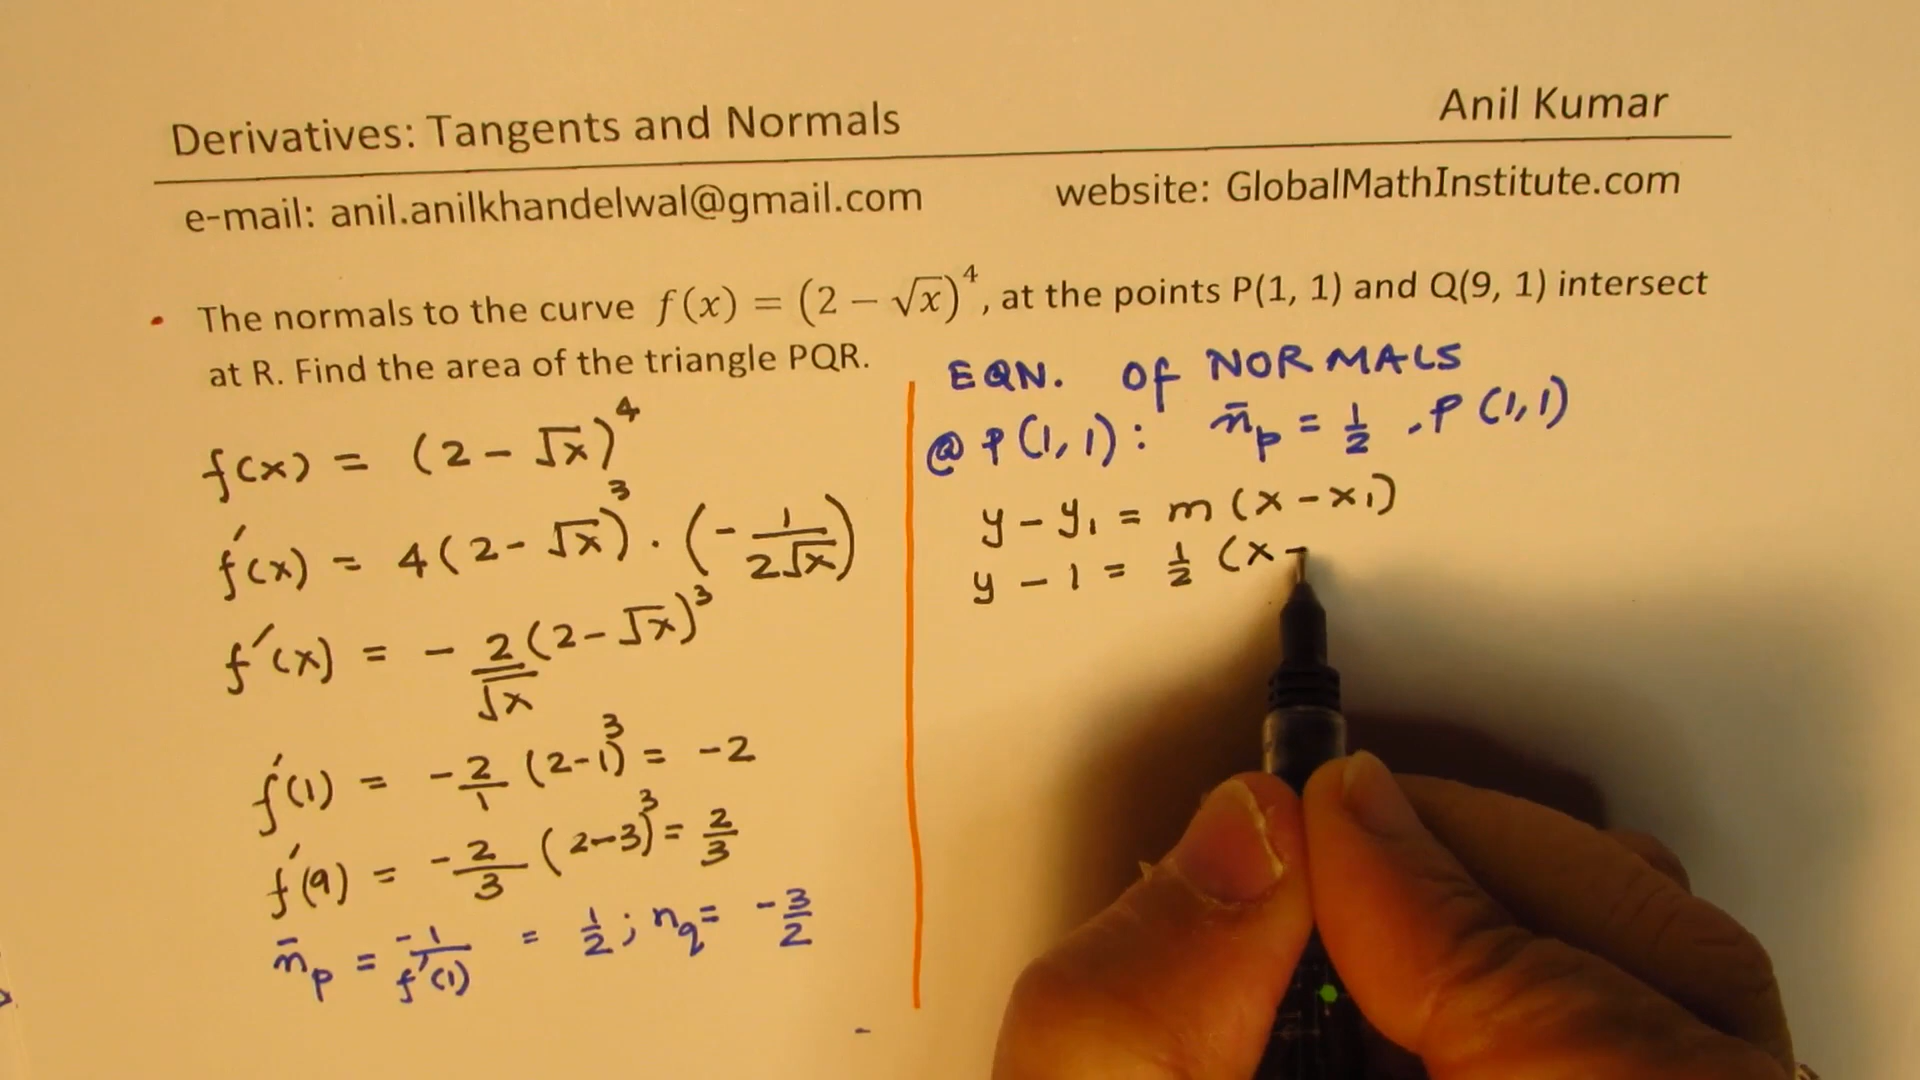 Derivatives: Tangents and Normals
Anil Kumar
e-mail: anil.anilkhandelwal@gmail.com
website: GlobalMathInstitute.com
The normals to the curve f(x) = (2 − √x)⁴, at the points P(1, 1) and Q(9, 1) intersect
at R. Find the area of the triangle PQR.
f(x) = (2 - √x)⁴
f′(x) = 4(2 - √x)³ · (- 1/(2√x))
f′(x) = - 2/√x (2 - √x)³
f′(1) = - 2/1 (2-1)³ = -2
f′(9) = - 2/3 (2-3)³ = 2/3
n̄p = -1/f′(1) = 1/2 ; nq = - 3/2
EQN. Of NORMALS
@ P(1,1) : n̄p = 1/2 , P(1,1)
y - y₁ = m (x - x₁)
y - 1 = 1/2 (x -